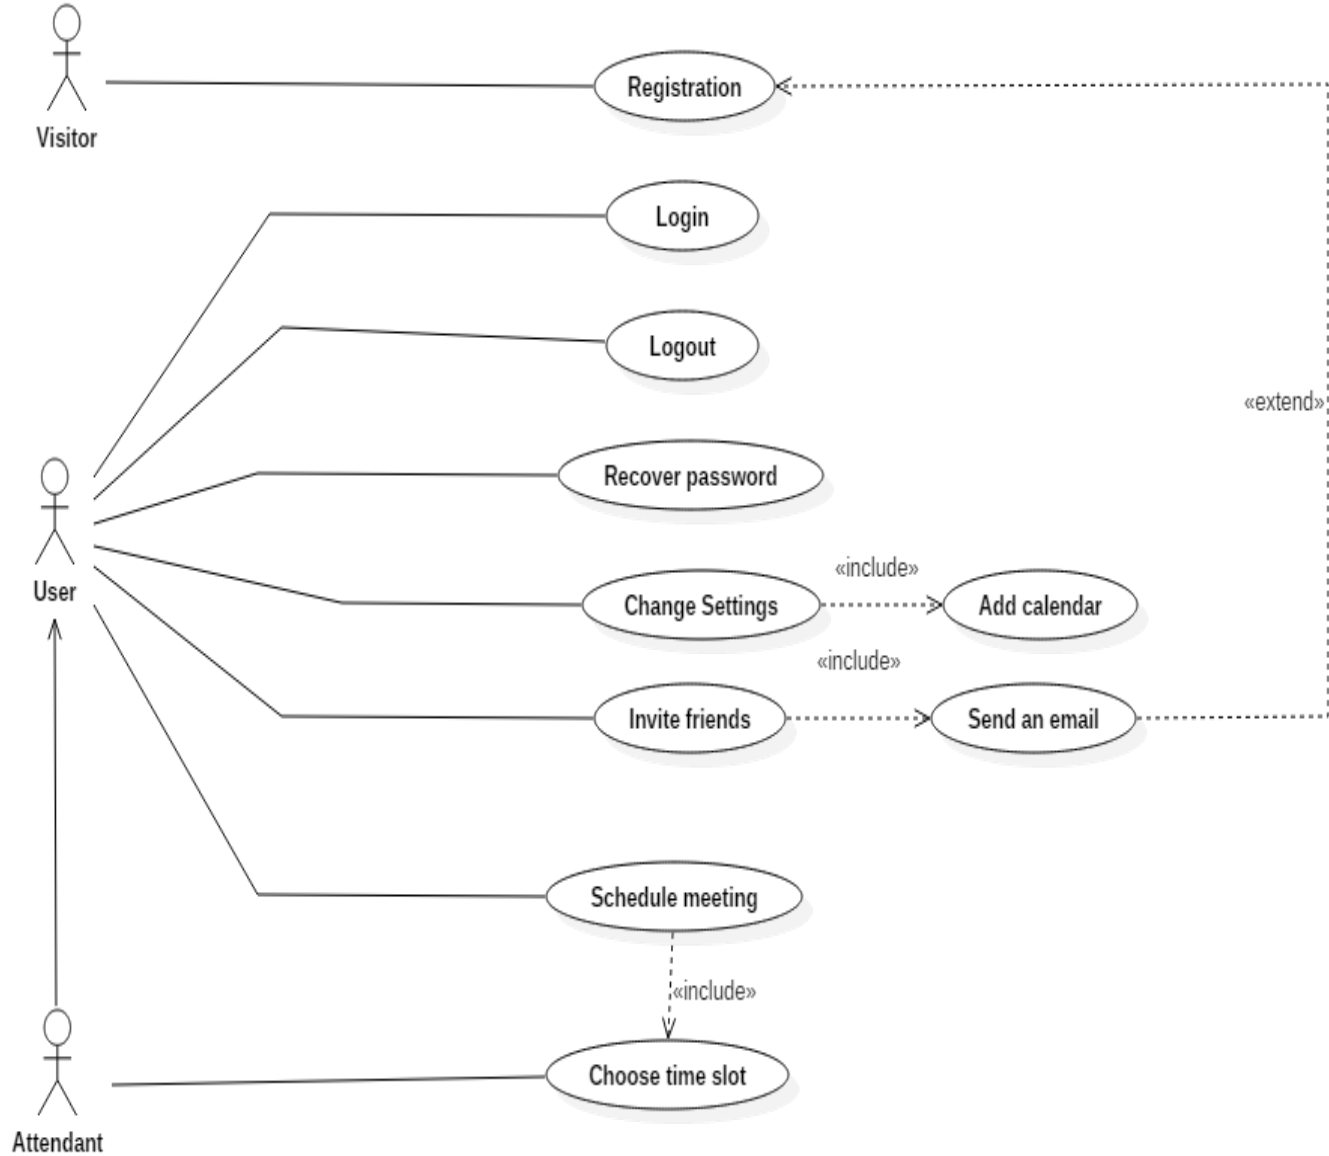 Registration
Visitor
Login
Logout
«extend»
Recover password
User
«include»
Change Settings
Add calendar
«include»
Invite friends
Send an email
Schedule meeting
«include»
Choose time slot
Attendant